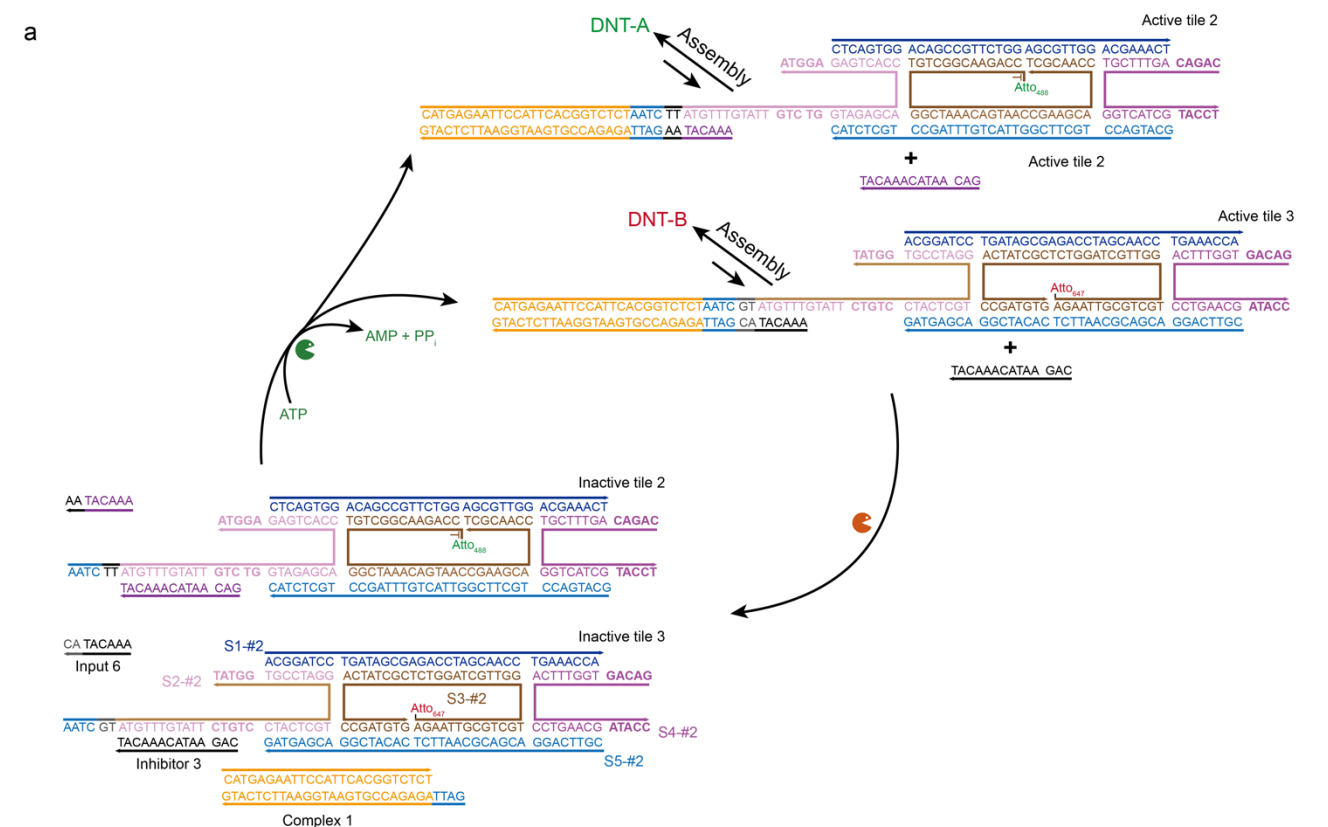 a
DNT-A
Assembly
Active tile 2
CTCAGTGG ACAGCCGTTCTGG AGCGTTGG ACGAAACT
ATGGA GAGTCACC TGTCGGCAAGACC TCGCAACC TGCTTTGA CAGAC
Atto488
CATGAGAATTCCATTCACGGTCTCTAATC TT ATGTTTGTATT GTC TG GTAGAGCA GGCTAAACAGTAACCGAAGCA GGTCATCG TACCT
GTACTCTTAAGGTAAGTGCCAGAGATTAG AA TACAAA CATCTCGT CCGATTTGTCATTGGCTTCGT CCAGTACG
+
Active tile 2
TACAAACATAA CAG
DNT-B
Assembly
Active tile 3
ACGGATCC TGATAGCGAGACCTAGCAACC TGAAACCA
TATGG TGCCTAGG ACTATCGCTCTGGATCGTTGG ACTTTGGT GACAG
Atto647
CATGAGAATTCCATTCACGGTCTCTAATC GT ATGTTTGTATT CTGTC CTACTCGT CCGATGTG AGAATTGCGTCGT CCTGAACG ATACC
GTACTCTTAAGGTAAGTGCCAGAGATTAG CA TACAAA GATGAGCA GGCTACAC TCTTAACGCAGCA GGACTTGC
+
TACAAACATAA GAC
AMP + PPi
ATP
Inactive tile 2
AA TACAAA
CTCAGTGG ACAGCCGTTCTGG AGCGTTGG ACGAAACT
ATGGA GAGTCACC TGTCGGCAAGACC TCGCAACC TGCTTTGA CAGAC
Atto488
AATC TT ATGTTTGTATT GTC TG GTAGAGCA GGCTAAACAGTAACCGAAGCA GGTCATCG TACCT
TACAAACATAA CAG CATCTCGT CCGATTTGTCATTGGCTTCGT CCAGTACG
Inactive tile 3
CA TACAAA
Input 6
S1-#2
ACGGATCC TGATAGCGAGACCTAGCAACC TGAAACCA
S2-#2
TATGG TGCCTAGG ACTATCGCTCTGGATCGTTGG ACTTTGGT GACAG
S3-#2
Atto647
AATC GT ATGTTTGTATT CTGTC CTACTCGT CCGATGTG AGAATTGCGTCGT CCTGAACG ATACC
S4-#2
TACAAACATAA GAC GATGAGCA GGCTACAC TCTTAACGCAGCA GGACTTGC
Inhibitor 3
S5-#2
CATGAGAATTCCATTCACGGTCTCT
GTACTCTTAAGGTAAGTGCCAGAGATTAG
Complex 1